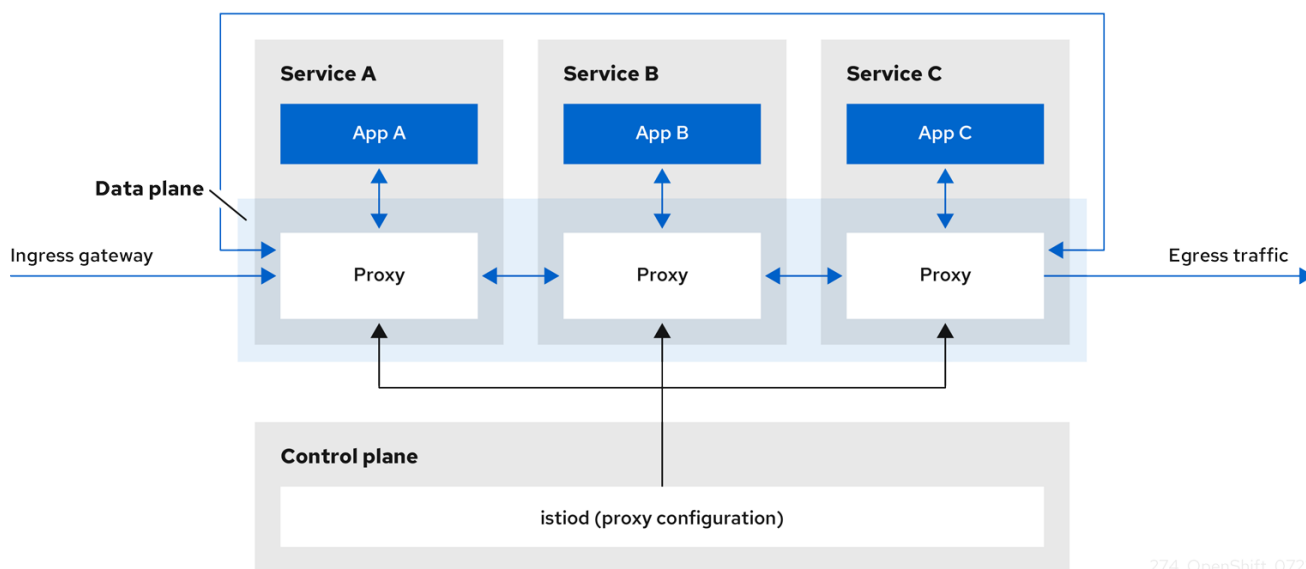 Service A
Service B
Service C
App A
App B
App C
Data plane
Ingress gateway
Proxy
Proxy
Proxy
Egress traffic
Control plane
istiod (proxy configuration)
274_OpenShift_072